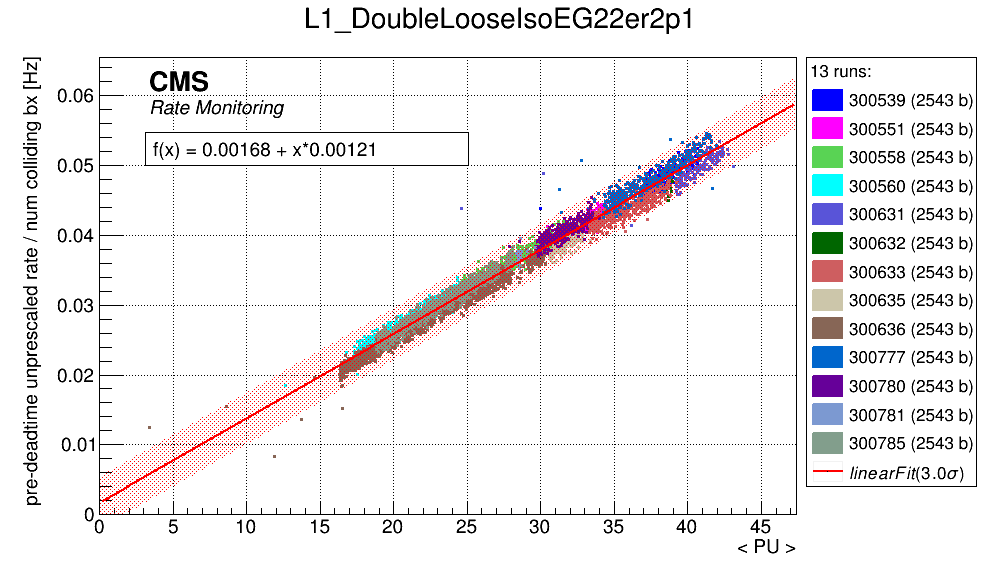 L1_DoubleLooseIsoEG22er2p1
pre-deadtime unprescaled rate / num colliding bx [Hz]
CMS
Rate Monitoring
f(x) = 0.00168 + x*0.00121
0.06
0.05
0.04
0.03
0.02
0.01
0
0 5 10 15 20 25 30 35 40 45
< PU >
13 runs:
300539 (2543 b)
300551 (2543 b)
300558 (2543 b)
300560 (2543 b)
300631 (2543 b)
300632 (2543 b)
300633 (2543 b)
300635 (2543 b)
300636 (2543 b)
300777 (2543 b)
300780 (2543 b)
300781 (2543 b)
300785 (2543 b)
linearFit(3.0σ)